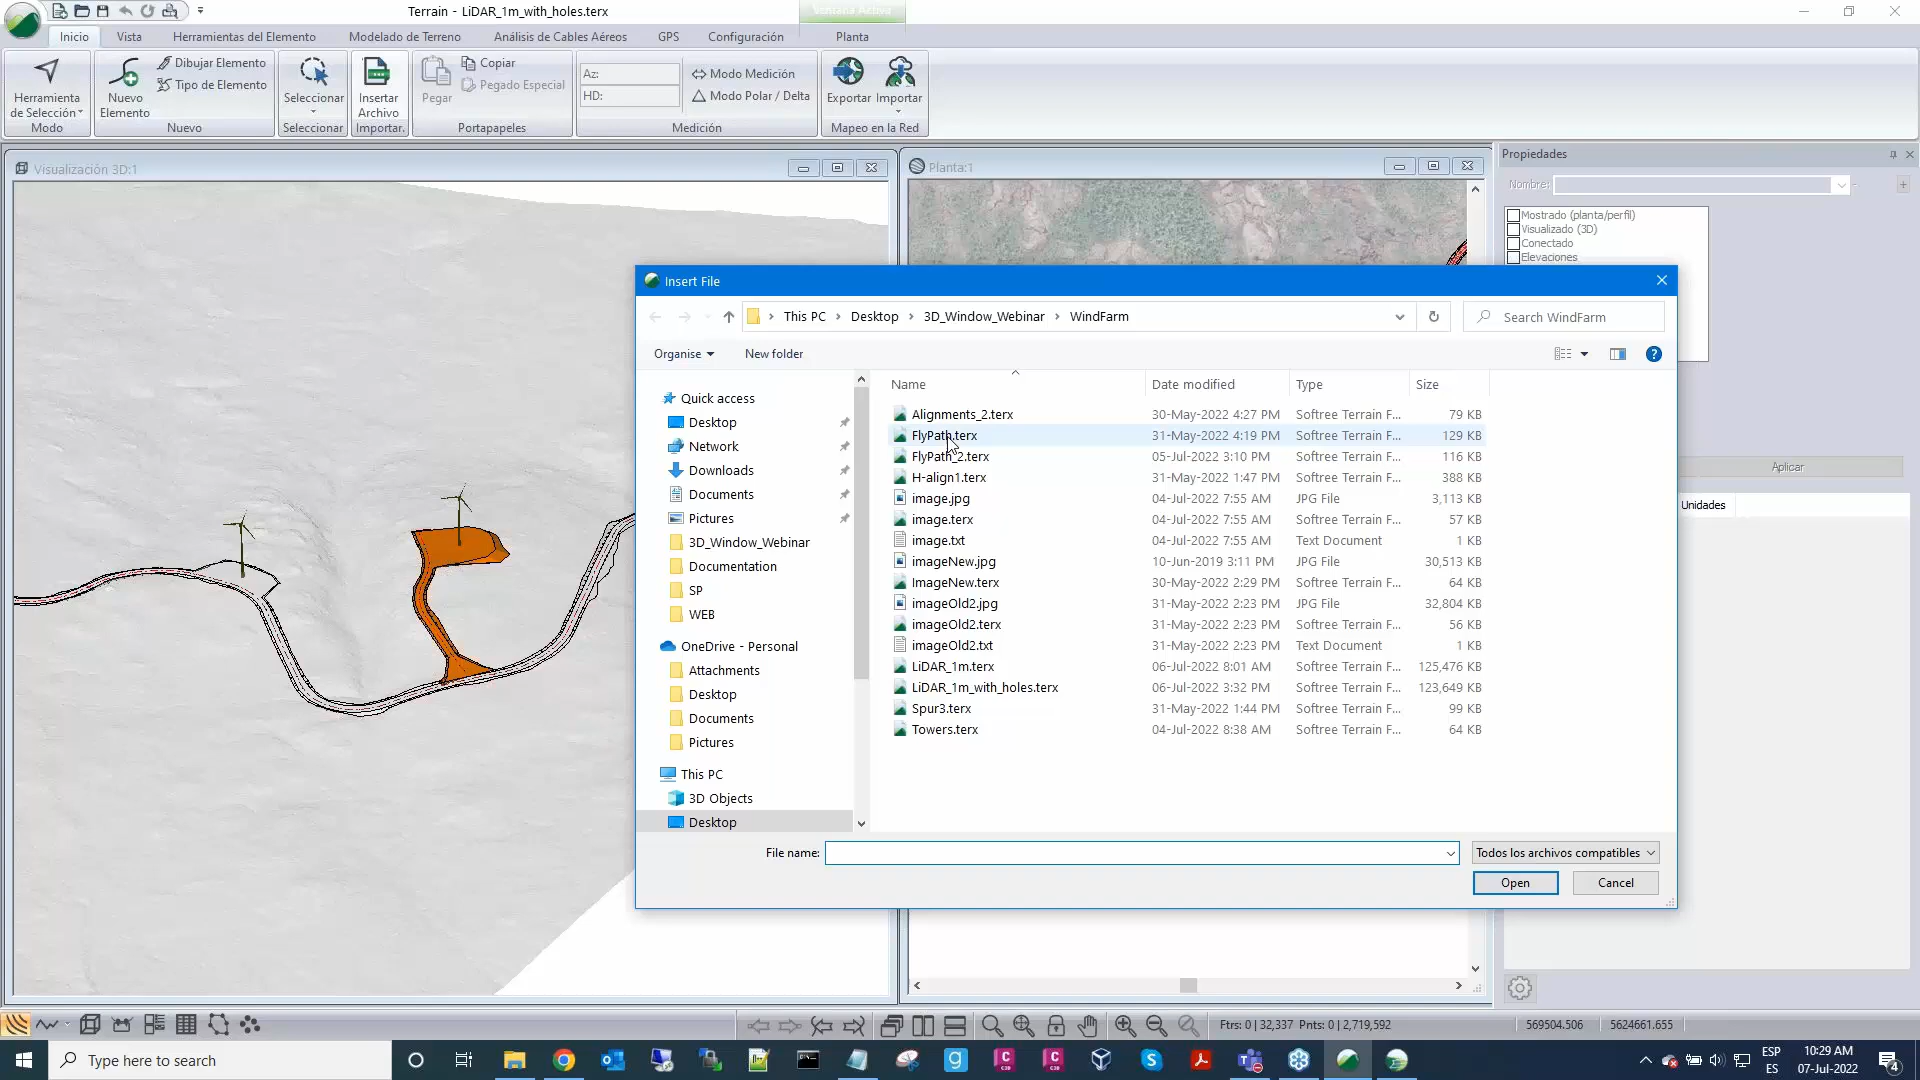 Terrain - LiDAR_1m_with_holes.terx
Ventana Activa
Inicio
Vista
Herramientas del Elemento
Modelado de Terreno
Análisis de Cables Aéreos
GPS
Configuración
Planta
Herramienta
de Selección
Modo
Nuevo
Elemento
Dibujar Elemento
Tipo de Elemento
Nuevo
Seleccionar
Seleccionar
Insertar
Archivo
Importar.
Pegar
Copiar
Pegado Especial
Portapapeles
Az:
HD:
Modo Medición
Modo Polar / Delta
Medición
Exportar
Importar
Mapeo en la Red
Visualización 3D:1
Planta:1
Propiedades
Nombre:
Mostrado (planta/perfil)
Visualizado (3D)
Conectado
Elevaciones
Aplicar
Unidades
Insert File
This PC
Desktop
3D_Window_Webinar
WindFarm
Search WindFarm
Organise
New folder
Quick access
Desktop
Network
Downloads
Documents
Pictures
3D_Window_Webinar
Documentation
SP
WEB
OneDrive - Personal
Attachments
Desktop
Documents
Pictures
This PC
3D Objects
Desktop
Name Date modified Type Size
Alignments_2.terx 30-May-2022 4:27 PM Softree Terrain F... 79 KB
FlyPath.terx 31-May-2022 4:19 PM Softree Terrain F... 129 KB
FlyPath_2.terx 05-Jul-2022 3:10 PM Softree Terrain F... 116 KB
H-align1.terx 31-May-2022 1:47 PM Softree Terrain F... 388 KB
image.jpg 04-Jul-2022 7:55 AM JPG File 3,113 KB
image.terx 04-Jul-2022 7:55 AM Softree Terrain F... 57 KB
image.txt 04-Jul-2022 7:55 AM Text Document 1 KB
imageNew.jpg 10-Jun-2019 3:11 PM JPG File 30,513 KB
ImageNew.terx 30-May-2022 2:29 PM Softree Terrain F... 64 KB
imageOld2.jpg 31-May-2022 2:23 PM JPG File 32,804 KB
imageOld2.terx 31-May-2022 2:23 PM Softree Terrain F... 56 KB
imageOld2.txt 31-May-2022 2:23 PM Text Document 1 KB
LiDAR_1m.terx 06-Jul-2022 8:01 AM Softree Terrain F... 125,476 KB
LiDAR_1m_with_holes.terx 06-Jul-2022 3:32 PM Softree Terrain F... 123,649 KB
Spur3.terx 31-May-2022 1:44 PM Softree Terrain F... 99 KB
Towers.terx 04-Jul-2022 8:38 AM Softree Terrain F... 64 KB
File name:
Todos los archivos compatibles
Open
Cancel
Ftrs: 0 | 32,337 Pnts: 0 | 2,719,592
569504.506
5624661.655
Type here to search
ESP
ES
10:29 AM
07-Jul-2022
4